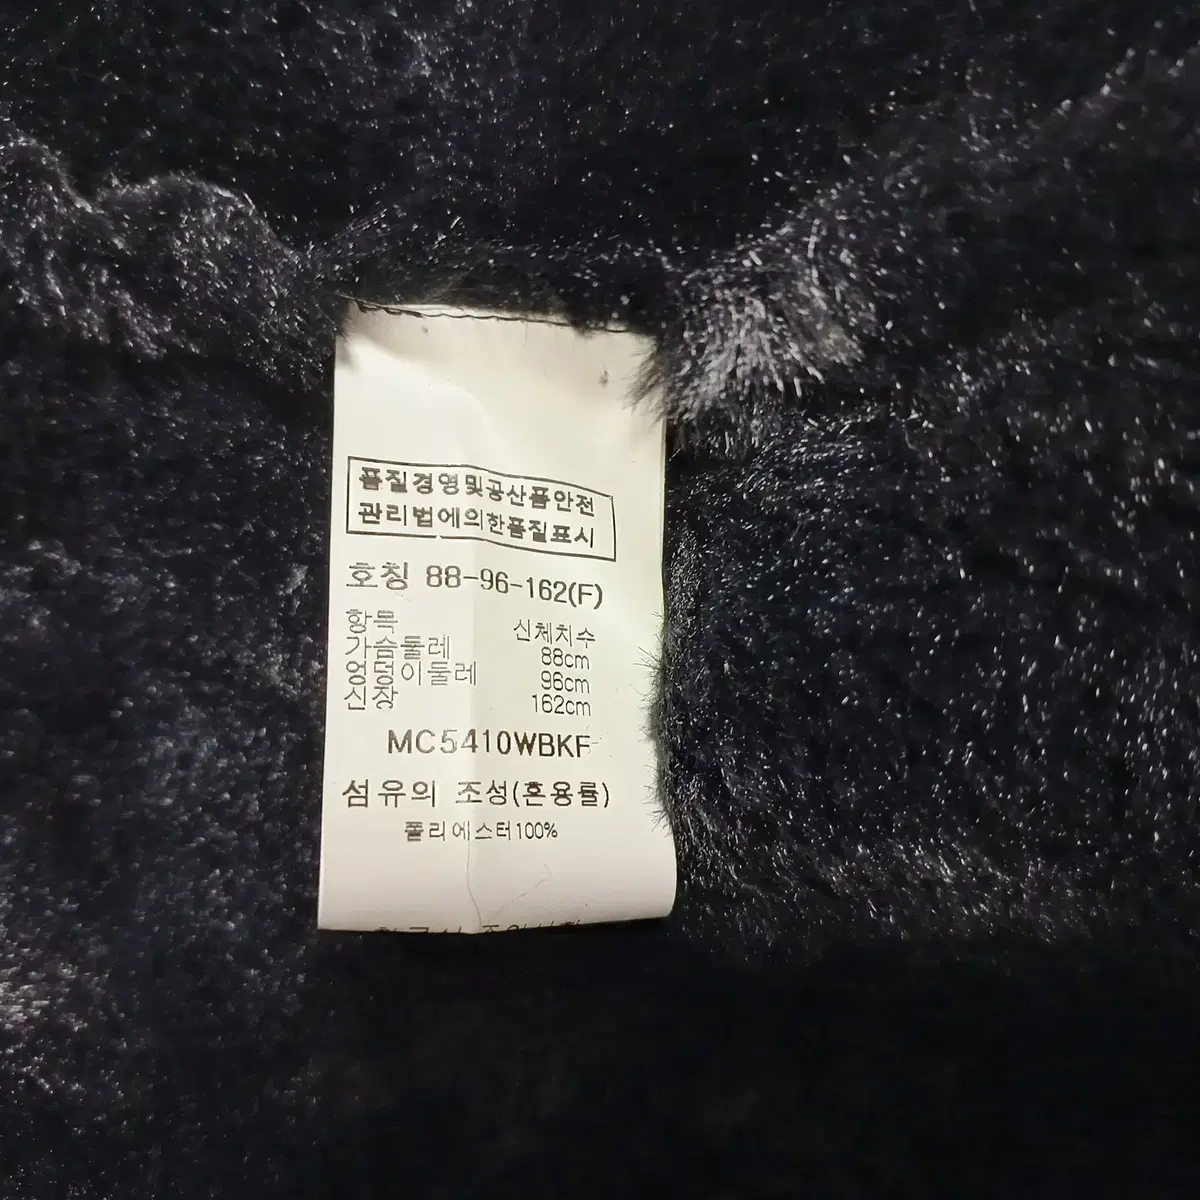 품질경영및공산품안전
관리법에의한품질표시
호칭 88-96-162(F)
항목 신체치수
가슴둘레 88cm
엉덩이둘레 96cm
신장 162cm
MC5410WBKF
섬유의 조성(혼용률)
폴리에스터100%